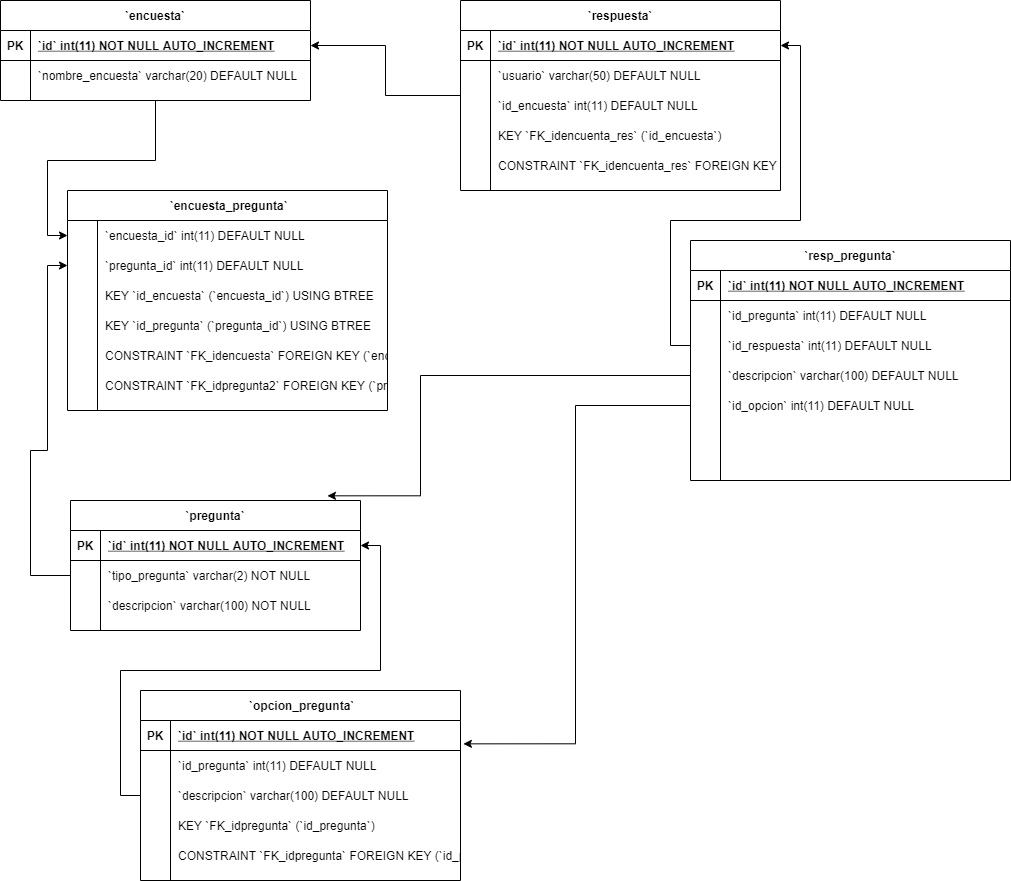 `encuesta`
PK `id` int(11) NOT NULL AUTO_INCREMENT
`nombre_encuesta` varchar(20) DEFAULT NULL
`respuesta`
PK `id` int(11) NOT NULL AUTO_INCREMENT
`usuario` varchar(50) DEFAULT NULL
`id_encuesta` int(11) DEFAULT NULL
KEY `FK_idencuenta_res` (`id_encuesta`)
CONSTRAINT `FK_idencuenta_res` FOREIGN KEY
`encuesta_pregunta`
`encuesta_id` int(11) DEFAULT NULL
`pregunta_id` int(11) DEFAULT NULL
KEY `id_encuesta` (`encuesta_id`) USING BTREE
KEY `id_pregunta` (`pregunta_id`) USING BTREE
CONSTRAINT `FK_idencuesta` FOREIGN KEY (`enc
CONSTRAINT `FK_idpregunta2` FOREIGN KEY (`pr
`resp_pregunta`
PK `id` int(11) NOT NULL AUTO_INCREMENT
`id_pregunta` int(11) DEFAULT NULL
`id_respuesta` int(11) DEFAULT NULL
`descripcion` varchar(100) DEFAULT NULL
`id_opcion` int(11) DEFAULT NULL
`pregunta`
PK `id` int(11) NOT NULL AUTO_INCREMENT
`tipo_pregunta` varchar(2) NOT NULL
`descripcion` varchar(100) NOT NULL
`opcion_pregunta`
PK `id` int(11) NOT NULL AUTO_INCREMENT
`id_pregunta` int(11) DEFAULT NULL
`descripcion` varchar(100) DEFAULT NULL
KEY `FK_idpregunta` (`id_pregunta`)
CONSTRAINT `FK_idpregunta` FOREIGN KEY (`id_